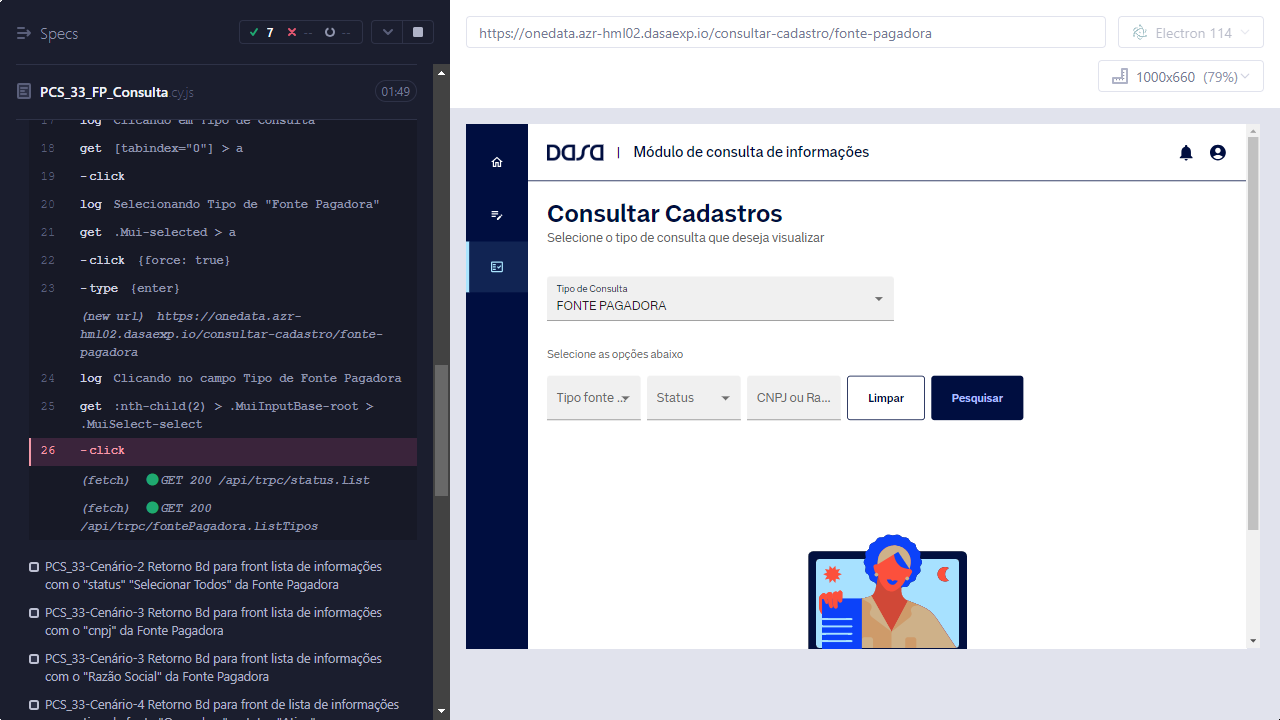 Specs
7
--
--
PCS_33_FP_Consulta.cy.js
01:49
17 log Clicando em Tipo de Consulta
18 get [tabindex="0"] > a
19 -click
20 log Selecionando Tipo de "Fonte Pagadora"
21 get .Mui-selected > a
22 -click {force: true}
23 -type {enter}
(new url) https://onedata.azr-
hml02.dasaexp.io/consultar-cadastro/fonte-
pagadora
24 log Clicando no campo Tipo de Fonte Pagadora
25 get :nth-child(2) > .MuiInputBase-root >
.MuiSelect-select
26 -click
(fetch) GET 200 /api/trpc/status.list
(fetch) GET 200
/api/trpc/fontePagadora.listTipos
PCS_33-Cenário-2 Retorno Bd para front lista de informações
com o "status" "Selecionar Todos" da Fonte Pagadora
PCS_33-Cenário-3 Retorno Bd para front lista de informações
com o "cnpj" da Fonte Pagadora
PCS_33-Cenário-3 Retorno Bd para front lista de informações
com o "Razão Social" da Fonte Pagadora
PCS_33-Cenário-4 Retorno Bd para front de lista de informações
https://onedata.azr-hml02.dasaexp.io/consultar-cadastro/fonte-pagadora
Electron 114
1000x660 (79%)
DASA | Módulo de consulta de informações
Consultar Cadastros
Selecione o tipo de consulta que deseja visualizar
Tipo de Consulta
FONTE PAGADORA
Selecione as opções abaixo
Tipo fonte ...
Status
CNPJ ou Ra...
Limpar
Pesquisar